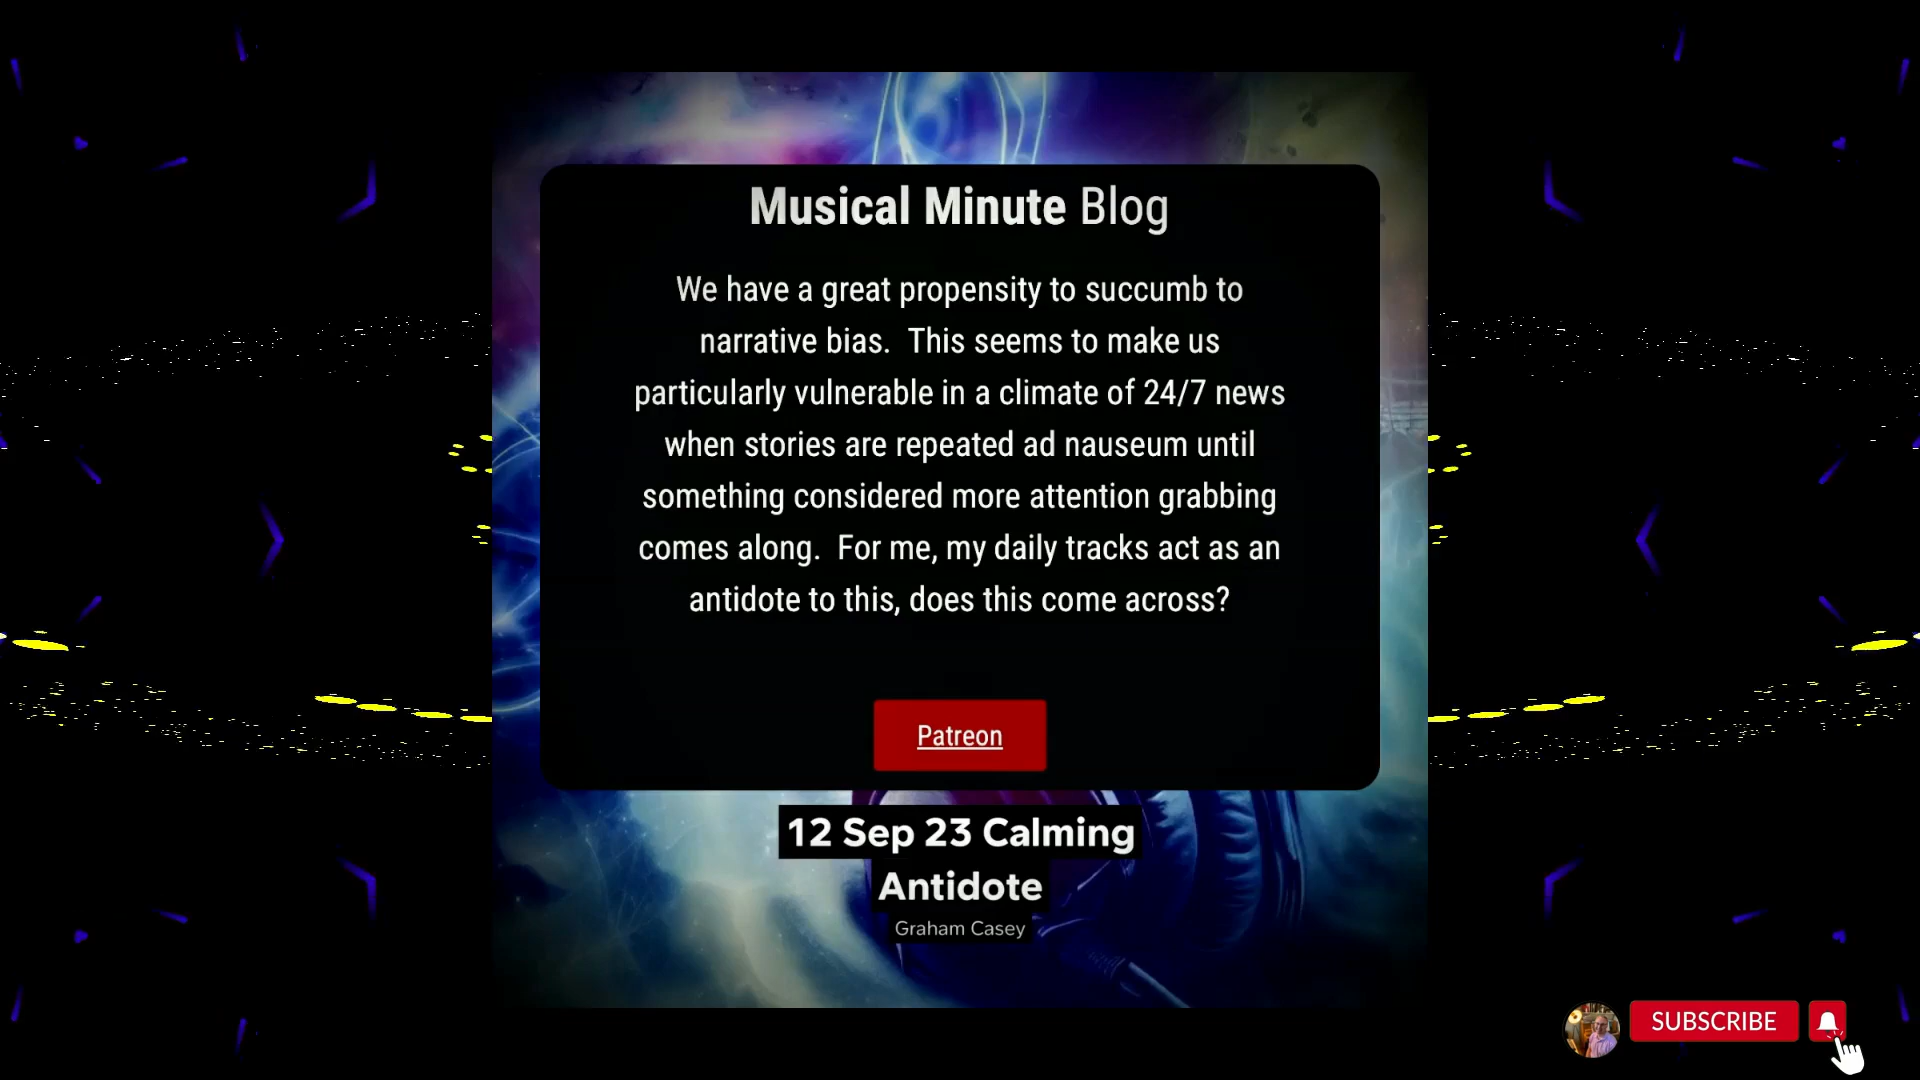 Musical Minute Blog
We have a great propensity to succumb to
narrative bias.  This seems to make us
particularly vulnerable in a climate of 24/7 news
when stories are repeated ad nauseum until
something considered more attention grabbing
comes along.  For me, my daily tracks act as an
antidote to this, does this come across?
Patreon
12 Sep 23 Calming
Antidote
Graham Casey
SUBSCRIBE